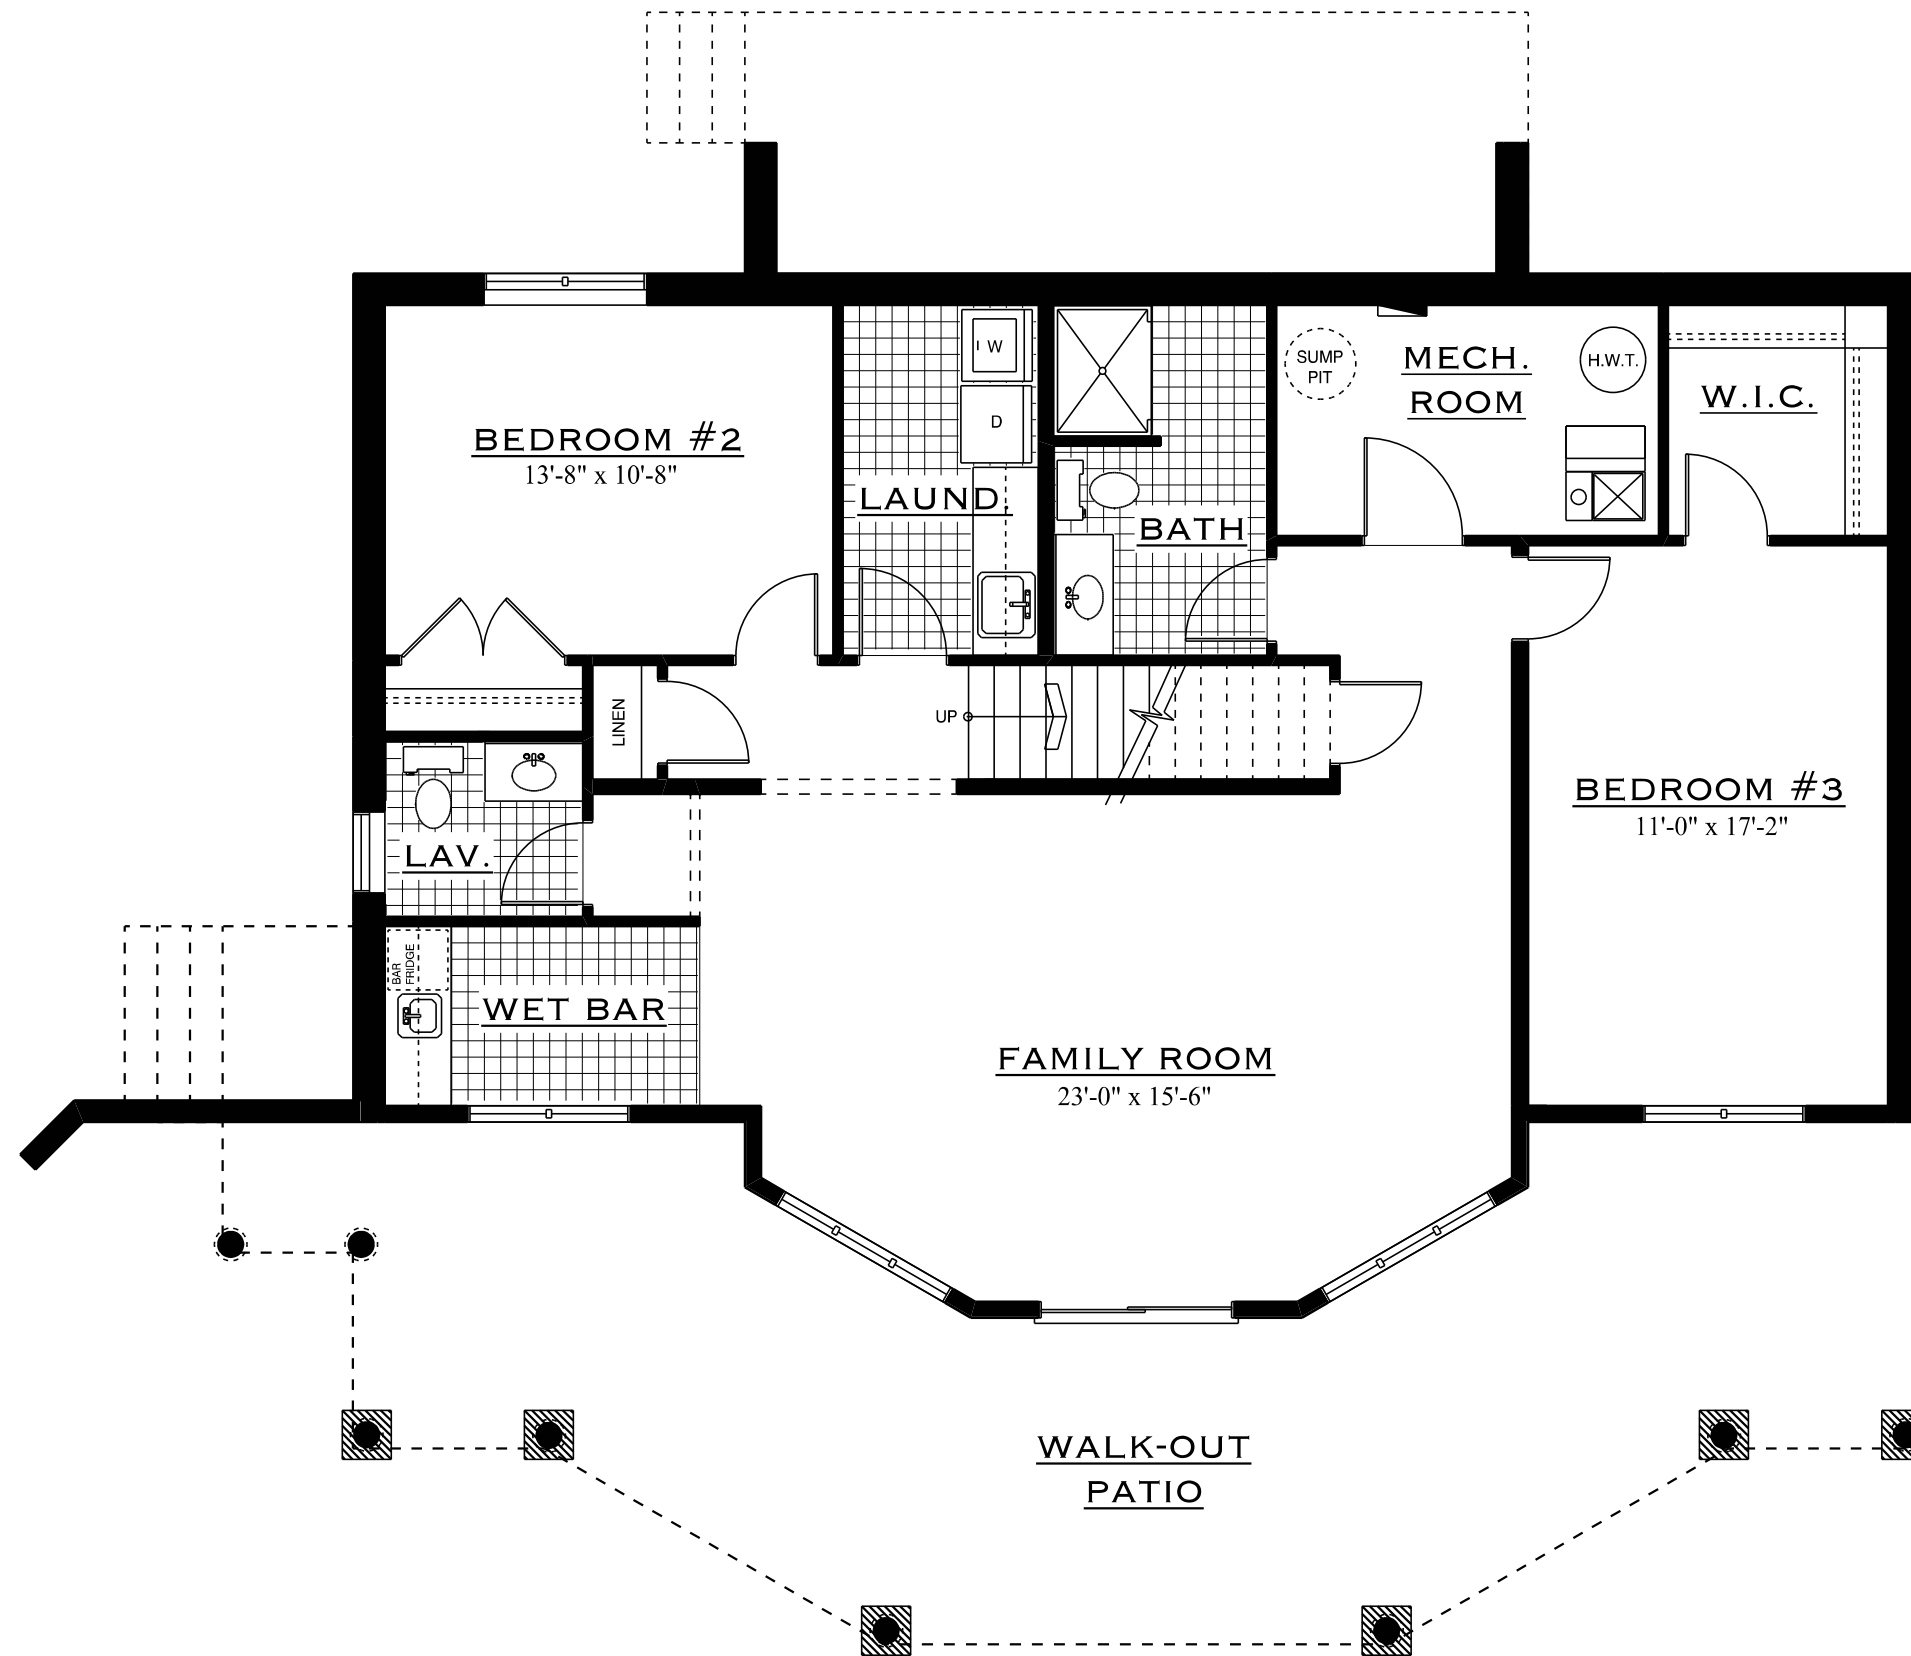 W
SUMP
PIT
MECH.
ROOM
H.W.T.
W.I.C.
D
BEDROOM #2
13'-8" x 10'-8"
LAUND.
BATH
LINEN
UP
BEDROOM #3
11'-0" x 17'-2"
LAV.
BAR
FRIDGE
WET BAR
FAMILY ROOM
23'-0" x 15'-6"
WALK-OUT
PATIO